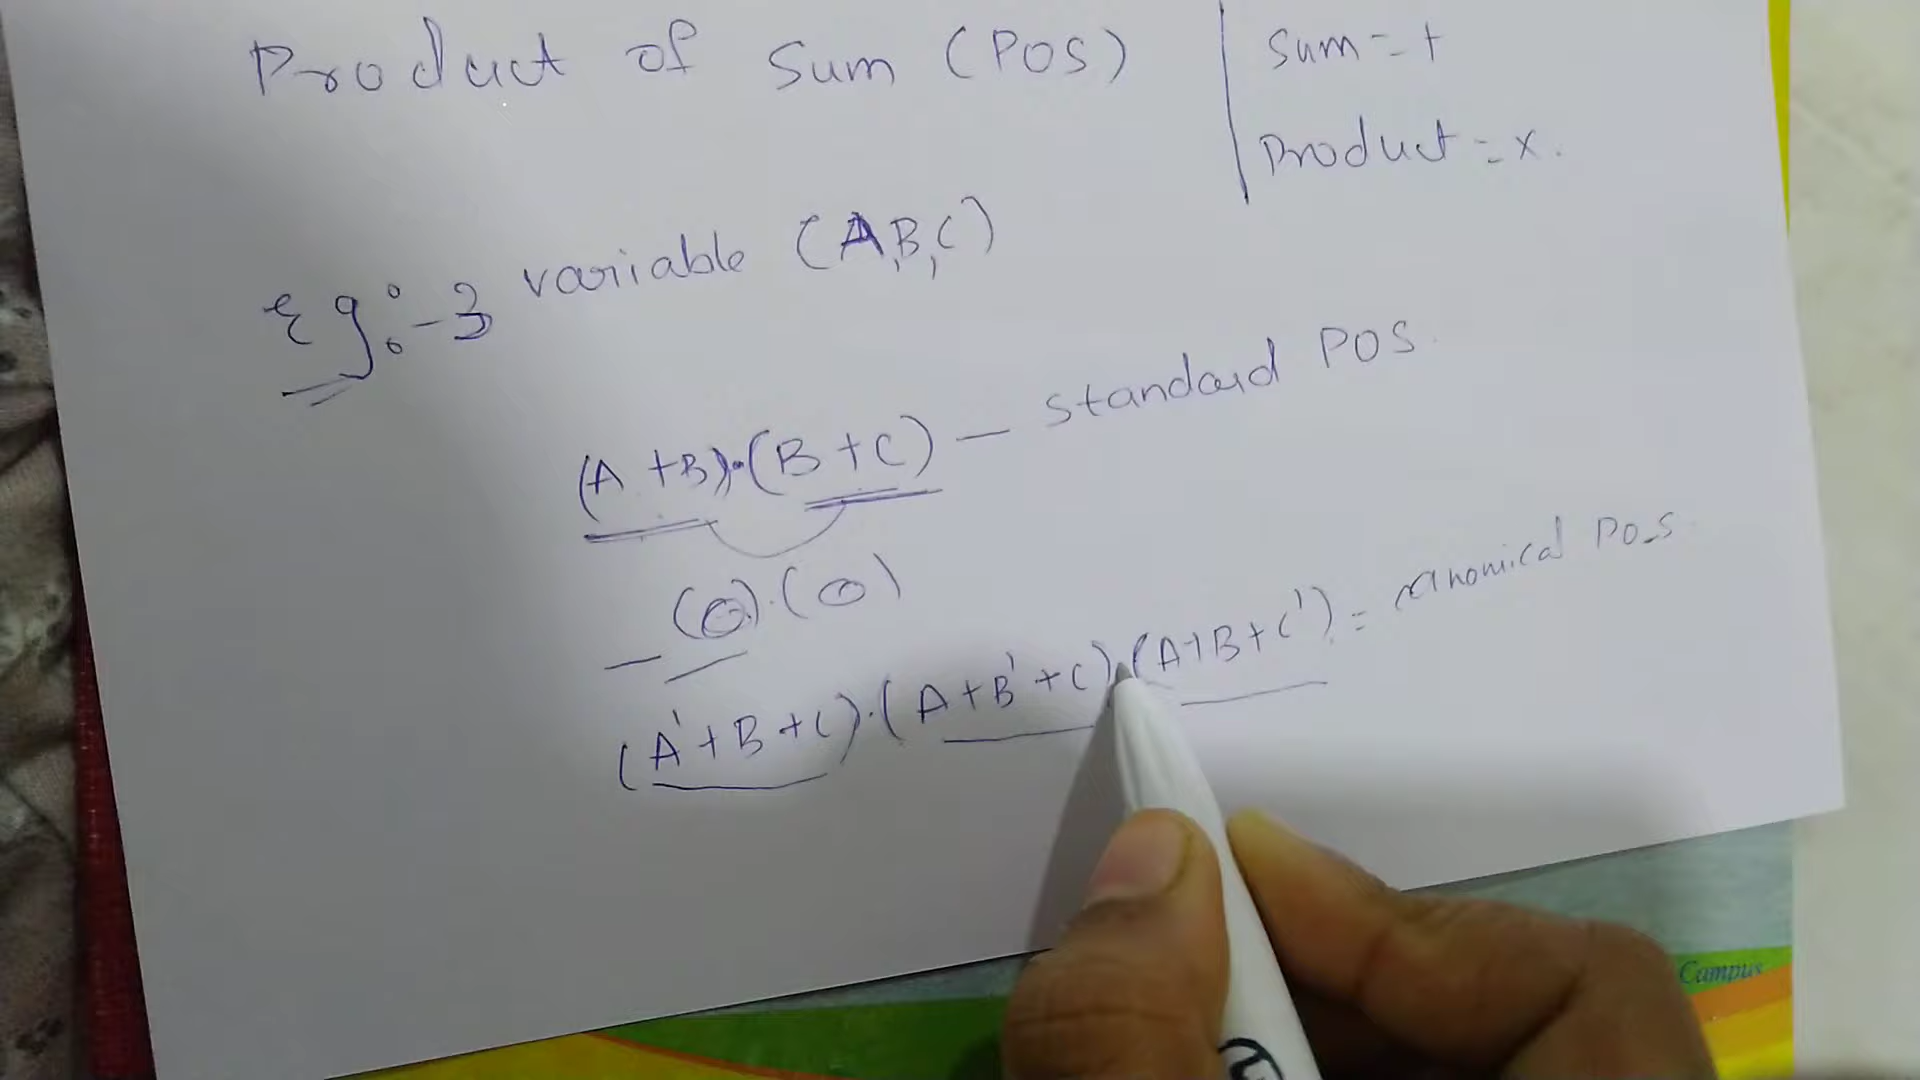 Product of Sum (POS)
Sum = +
Product = x.
Eg:- 3 variable (A,B,C)
(A + B).(B + C) — standard POS.
— (0).(0)
(A' + B + C).(A + B' + C).(A + B + C') = canonical POS
Campus